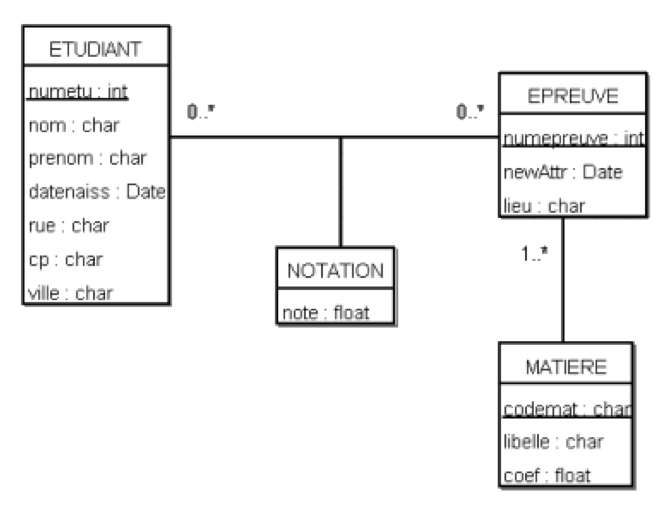 ETUDIANT
numetu : int
nom : char
prenom : char
datenaiss : Date
rue : char
cp : char
ville : char
0..*
0..*
EPREUVE
numepreuve : int
newAttr : Date
lieu : char
NOTATION
note : float
1..*
MATIERE
codemat : char
libelle : char
coef : float